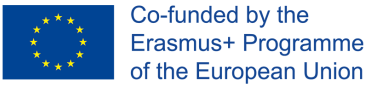 Co-funded by the
Erasmus+ Programme
of the European Union